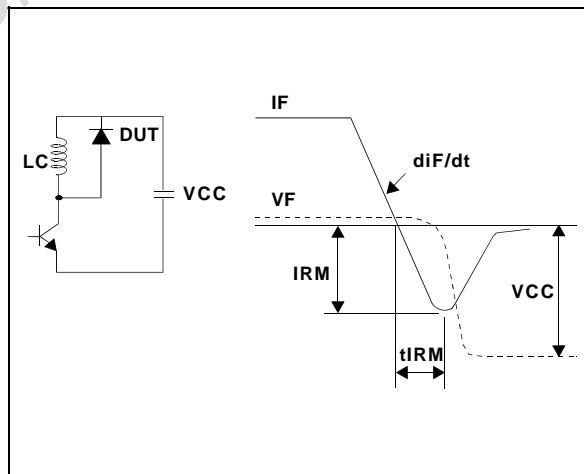 IF
DUT
diF/dt
LC
VCC
VF
IRM
VCC
tIRM